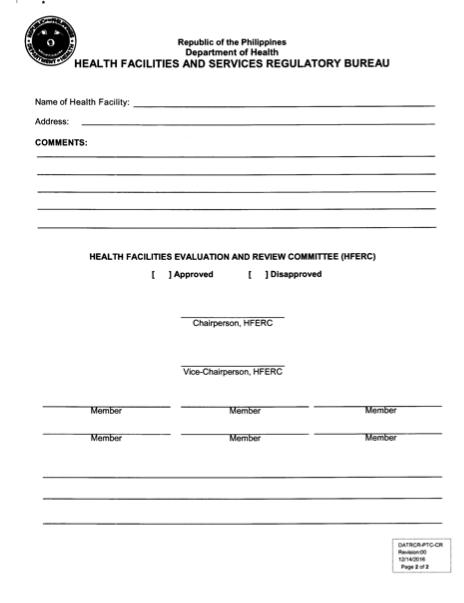 Republic of the Philippines
Department of Health
HEALTH FACILITIES AND SERVICES REGULATORY BUREAU
Name of Health Facility:
Address:
COMMENTS:
HEALTH FACILITIES EVALUATION AND REVIEW COMMITTEE (HFERC)
[ ] Approved [ ] Disapproved
Chairperson, HFERC
Vice-Chairperson, HFERC
Member Member Member
Member Member Member
DATRCR-PTC-CR
Revision:00
12/14/2016
Page 2 of 2